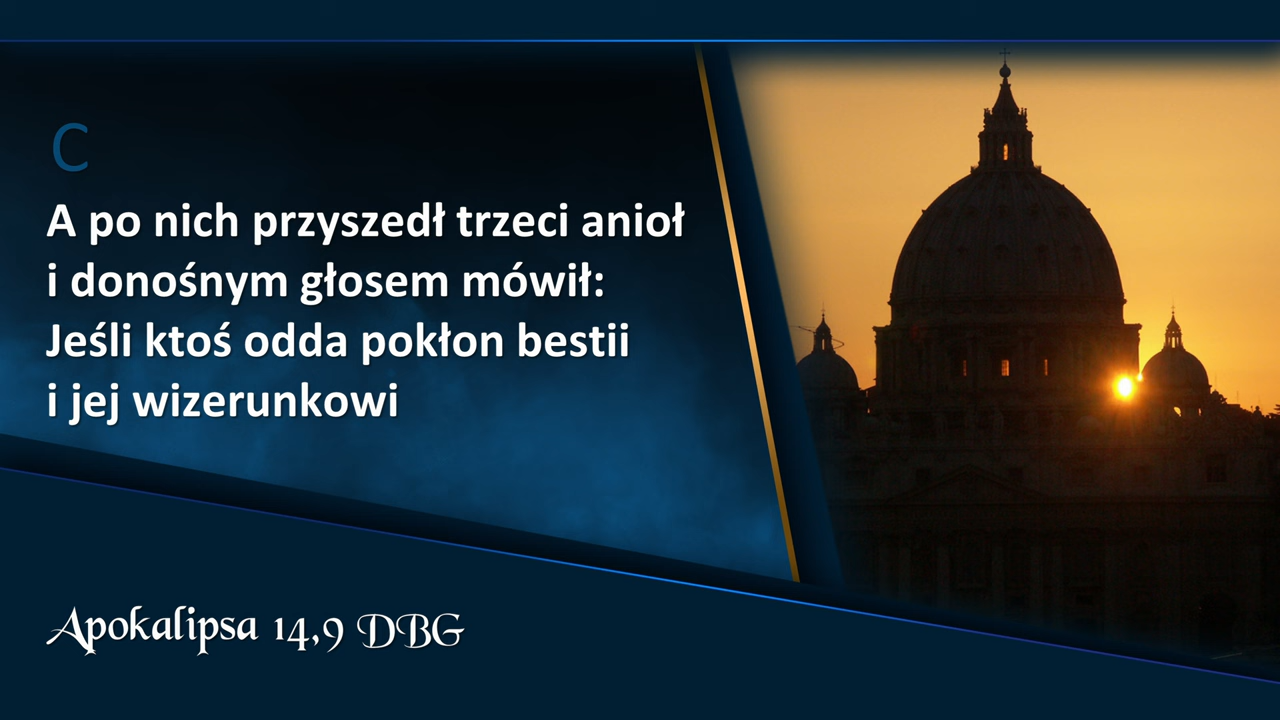 C
A po nich przyszedł trzeci anioł
i donośnym głosem mówił:
Jeśli ktoś odda pokłon bestii
i jej wizerunkowi
Apokalipsa 14,9 DBG